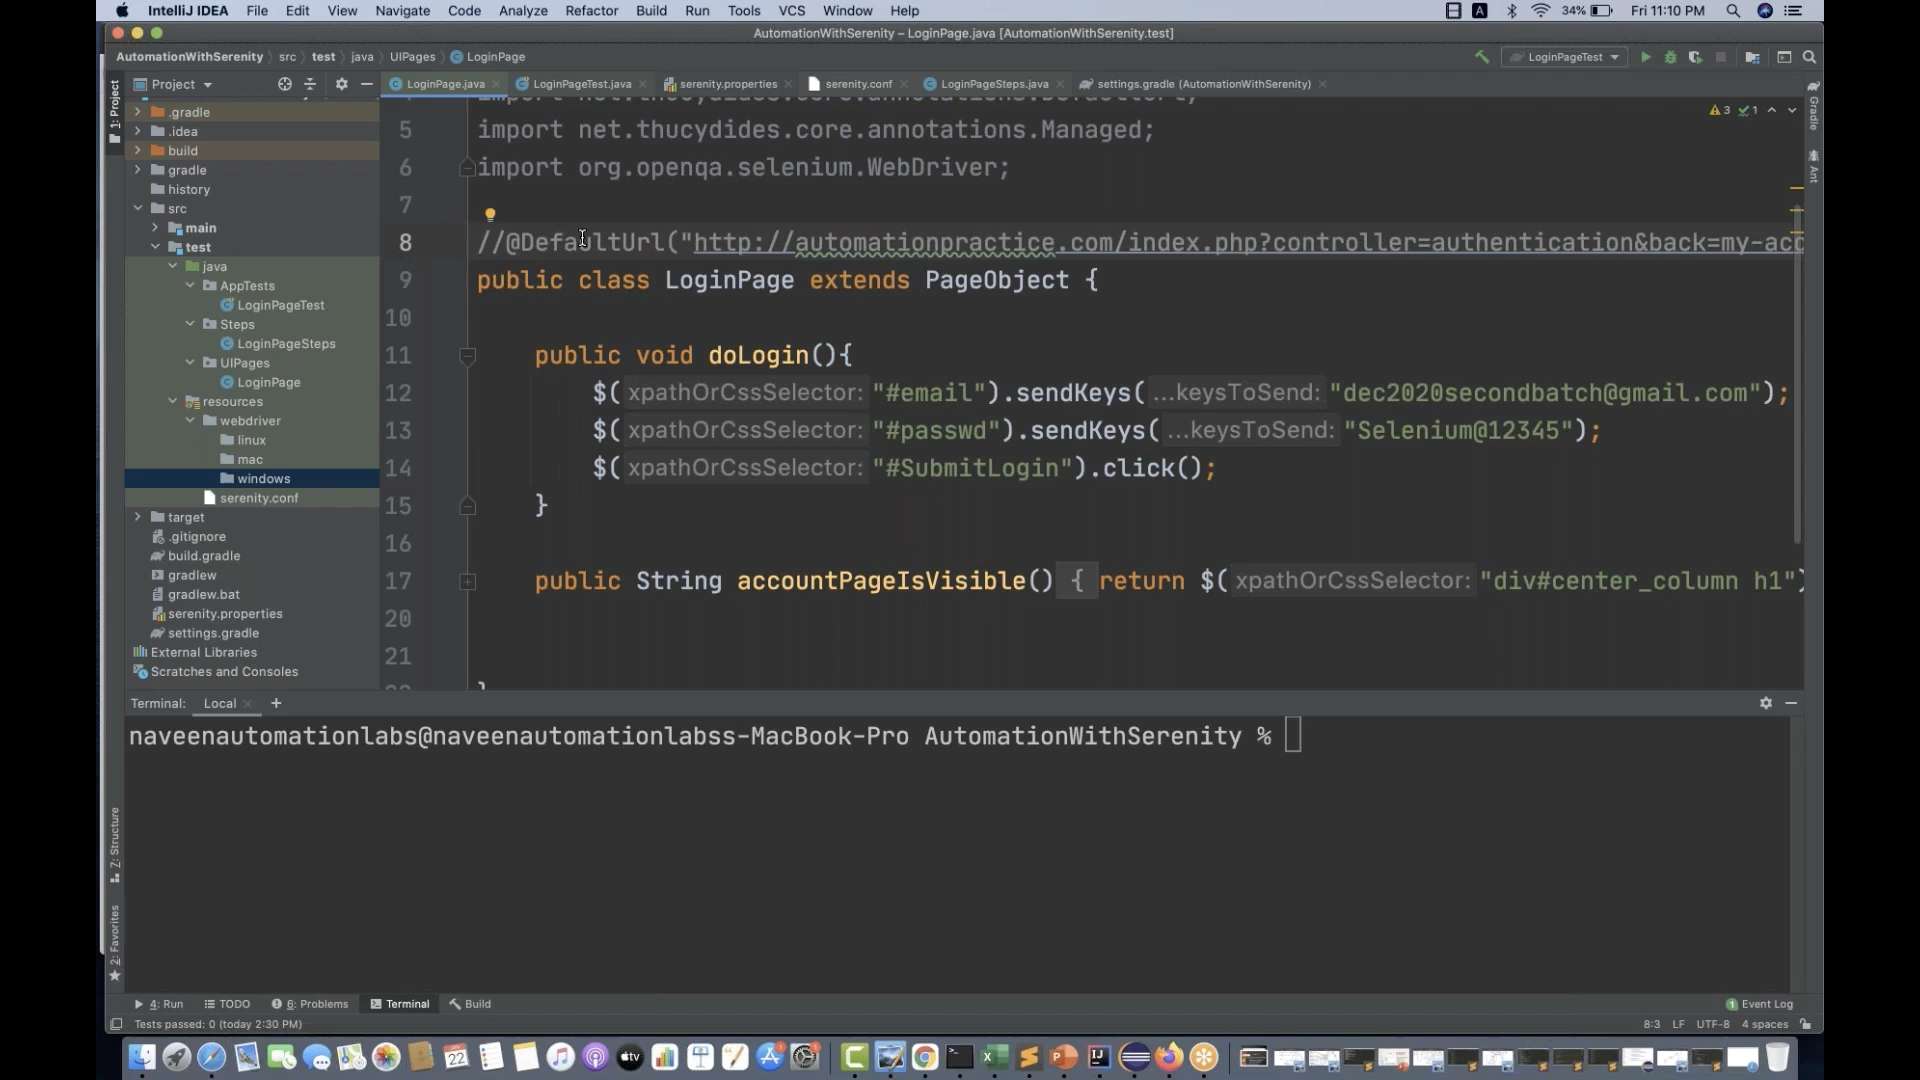 IntelliJ IDEA File Edit View Navigate Code Analyze Refactor Build Run Tools VCS Window Help 34% Fri 11:10 PM
AutomationWithSerenity – LoginPage.java [AutomationWithSerenity.test]
AutomationWithSerenity src test java UIPages LoginPage LoginPageTest
Project LoginPage.java LoginPageTest.java serenity.properties serenity.conf LoginPageSteps.java settings.gradle (AutomationWithSerenity)
1: Project
Gradle
Ant
.gradle
.idea
build
gradle
history
src
main
test
java
AppTests
LoginPageTest
Steps
LoginPageSteps
UIPages
LoginPage
resources
webdriver
linux
mac
windows
serenity.conf
target
.gitignore
build.gradle
gradlew
gradlew.bat
serenity.properties
settings.gradle
External Libraries
Scratches and Consoles
3 1
5 import net.thucydides.core.annotations.Managed;
6 import org.openqa.selenium.WebDriver;
7
8 //@DefaultUrl("http://automationpractice.com/index.php?controller=authentication&back=my-acc
9 public class LoginPage extends PageObject {
10
11 public void doLogin(){
12 $( xpathOrCssSelector: "#email").sendKeys( ...keysToSend: "dec2020secondbatch@gmail.com");
13 $( xpathOrCssSelector: "#passwd").sendKeys( ...keysToSend: "Selenium@12345");
14 $( xpathOrCssSelector: "#SubmitLogin").click();
15 }
16
17 public String accountPageIsVisible() { return $( xpathOrCssSelector: "div#center_column h1")
20
21
Terminal: Local +
naveenautomationlabs@naveenautomationlabss-MacBook-Pro AutomationWithSerenity %
7: Structure
2: Favorites
4: Run TODO 6: Problems Terminal Build 1 Event Log
Tests passed: 0 (today 2:30 PM) 8:3 LF UTF-8 4 spaces
22 tv